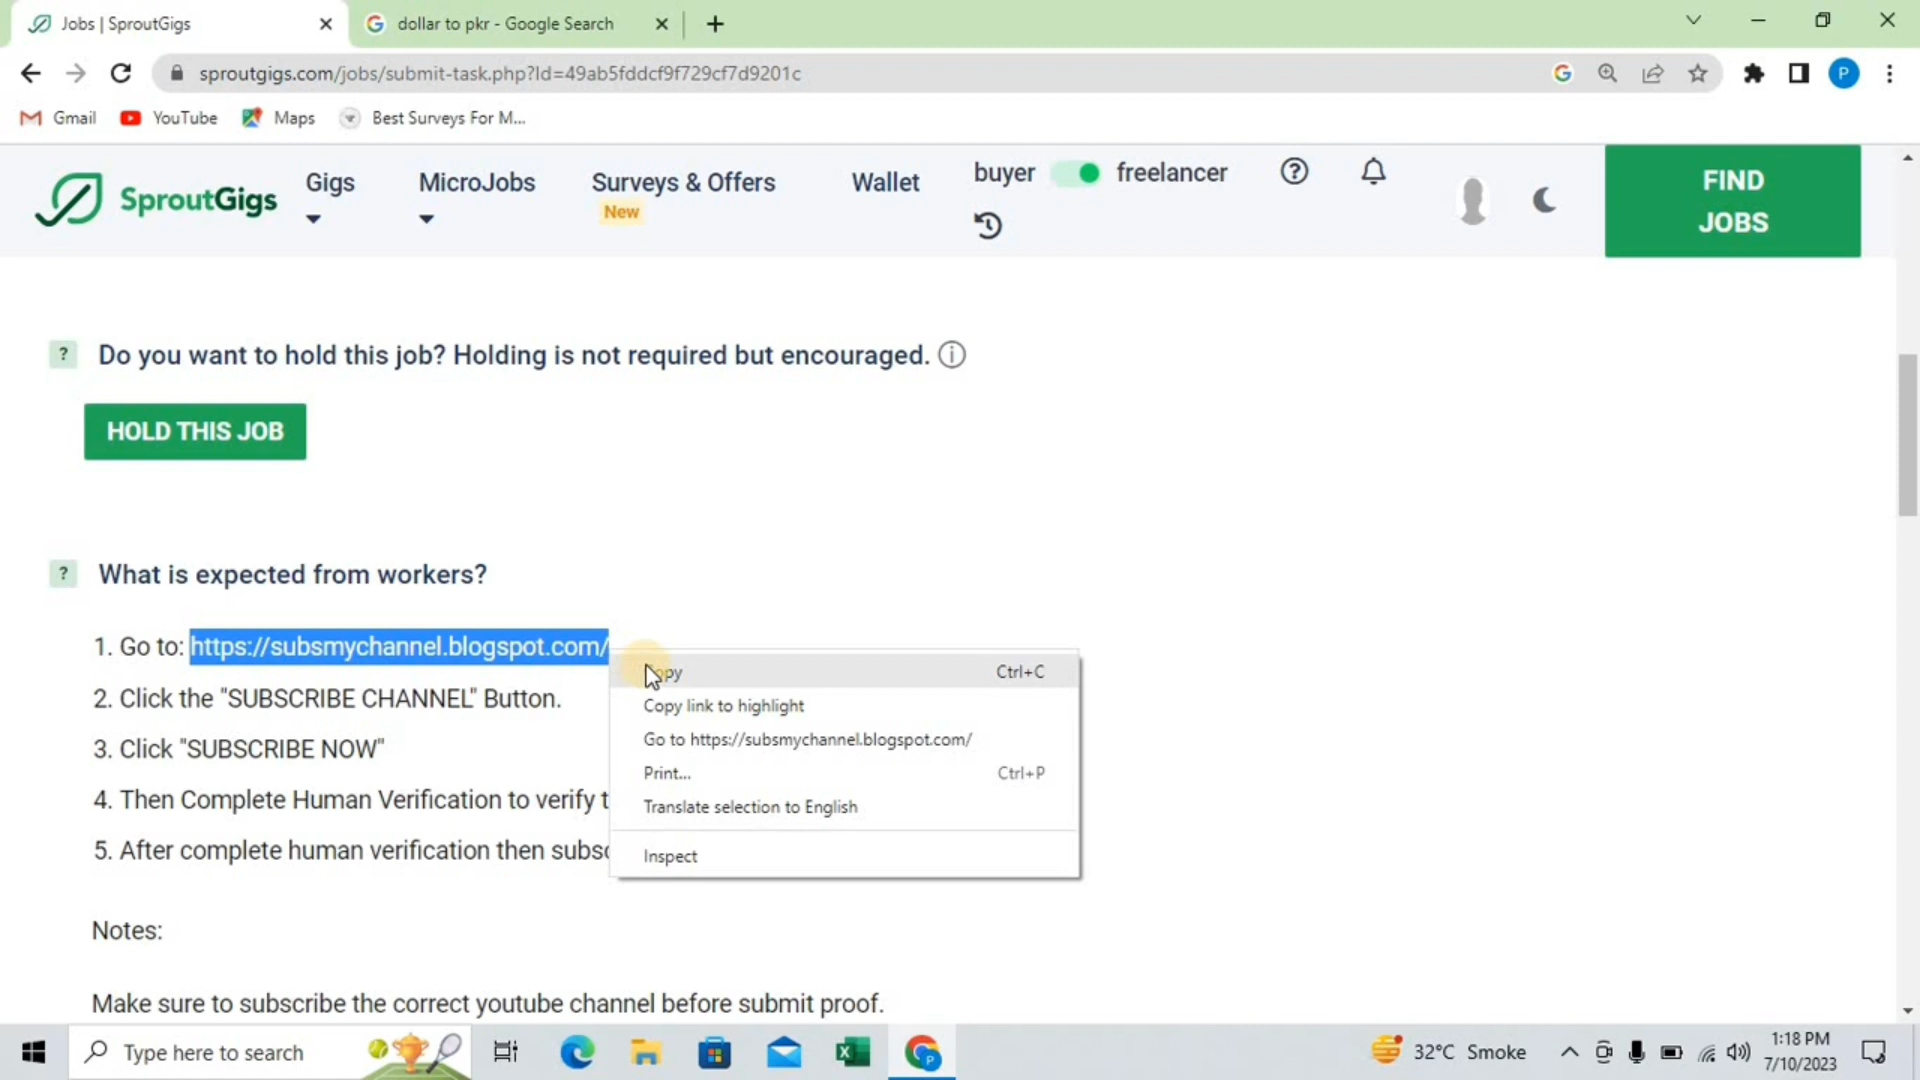 Jobs | SproutGigs
dollar to pkr - Google Search
sproutgigs.com/jobs/submit-task.php?Id=49ab5fddcf9f729cf7d9201c
P
Gmail
YouTube
Maps
Best Surveys For M...
SproutGigs
Gigs
MicroJobs
Surveys & Offers
New
Wallet
buyer
freelancer
FIND
JOBS
? Do you want to hold this job? Holding is not required but encouraged.
HOLD THIS JOB
? What is expected from workers?
1. Go to: https://subsmychannel.blogspot.com/
2. Click the "SUBSCRIBE CHANNEL" Button.
3. Click "SUBSCRIBE NOW"
4. Then Complete Human Verification to verify t
5. After complete human verification then subsc
Ctrl+C
Copy link to highlight
Go to https://subsmychannel.blogspot.com/
Print... Ctrl+P
Translate selection to English
Inspect
Notes:
Make sure to subscribe the correct youtube channel before submit proof.
Type here to search
32°C Smoke
1:18 PM
7/10/2023